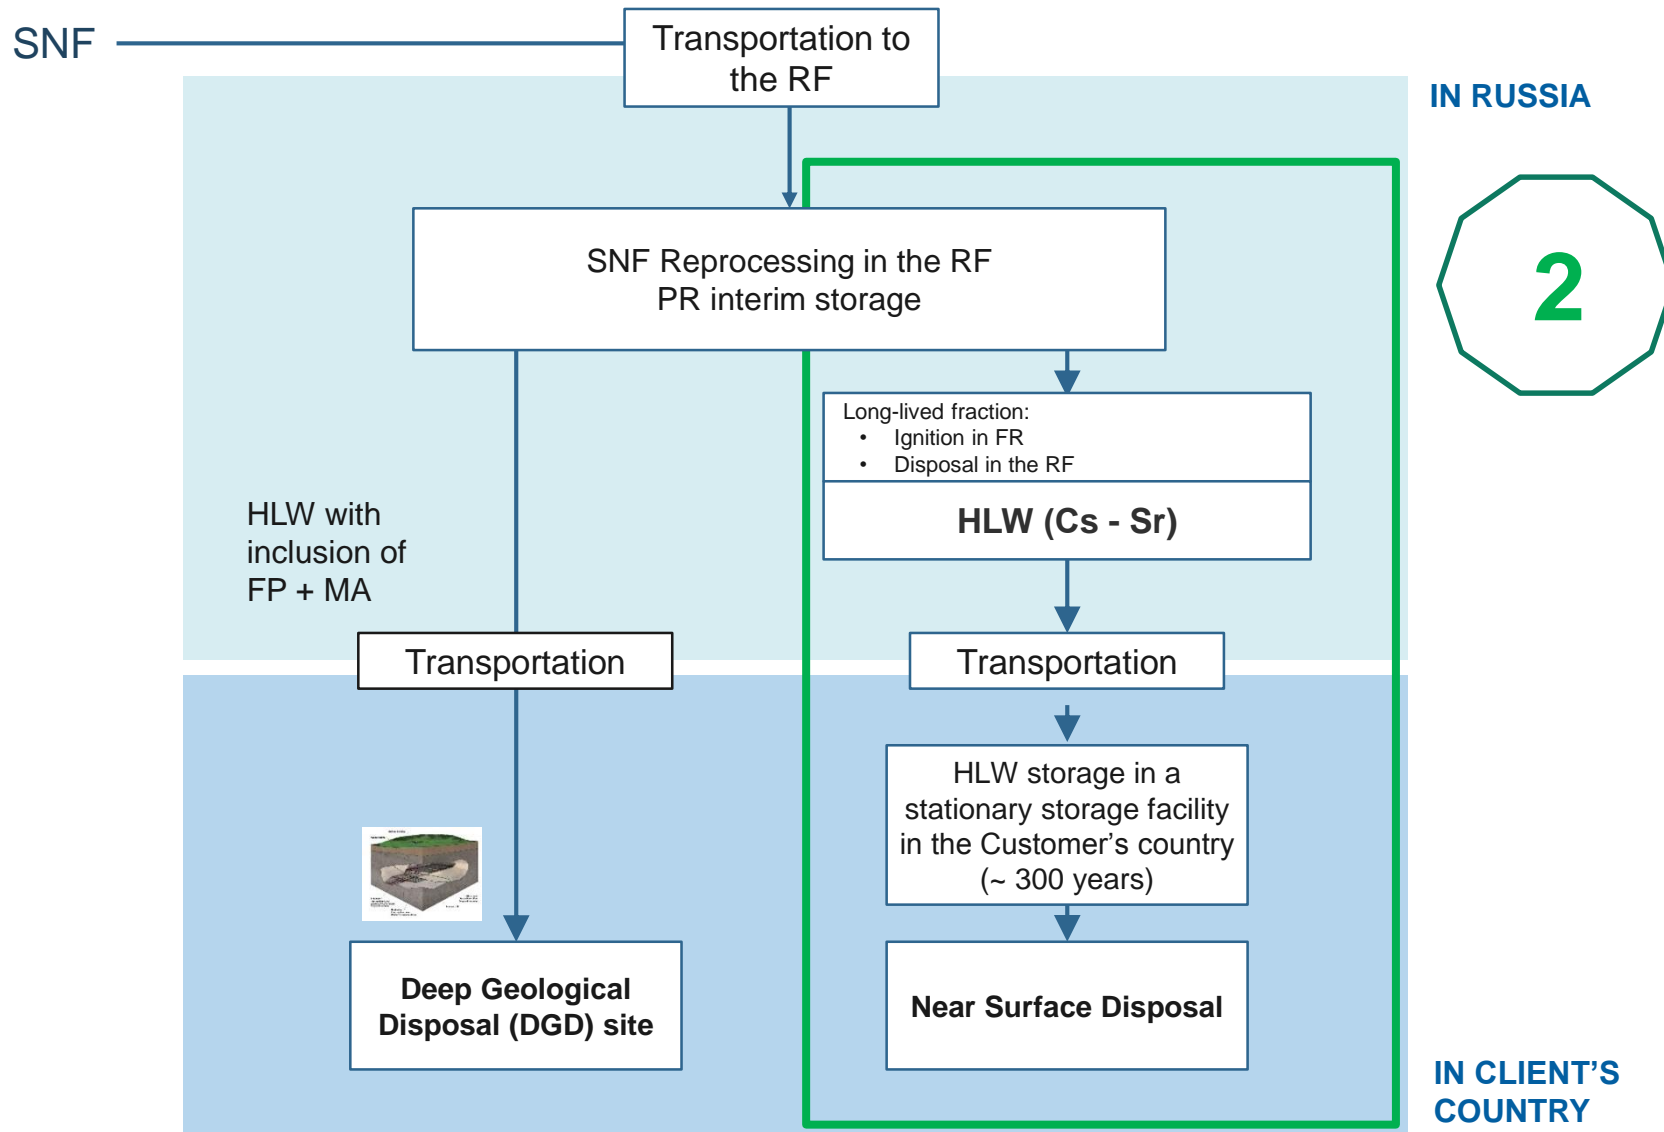 SNF
Transportation to
the RF
IN RUSSIA
2
SNF Reprocessing in the RF
PR interim storage
Long-lived fraction:
• Ignition in FR
• Disposal in the RF
HLW (Cs - Sr)
HLW with
inclusion of
FP + MA
Transportation
Transportation
HLW storage in a
stationary storage facility
in the Customer’s country
(~ 300 years)
Deep Geological
Disposal (DGD) site
Near Surface Disposal
IN CLIENT’S
COUNTRY